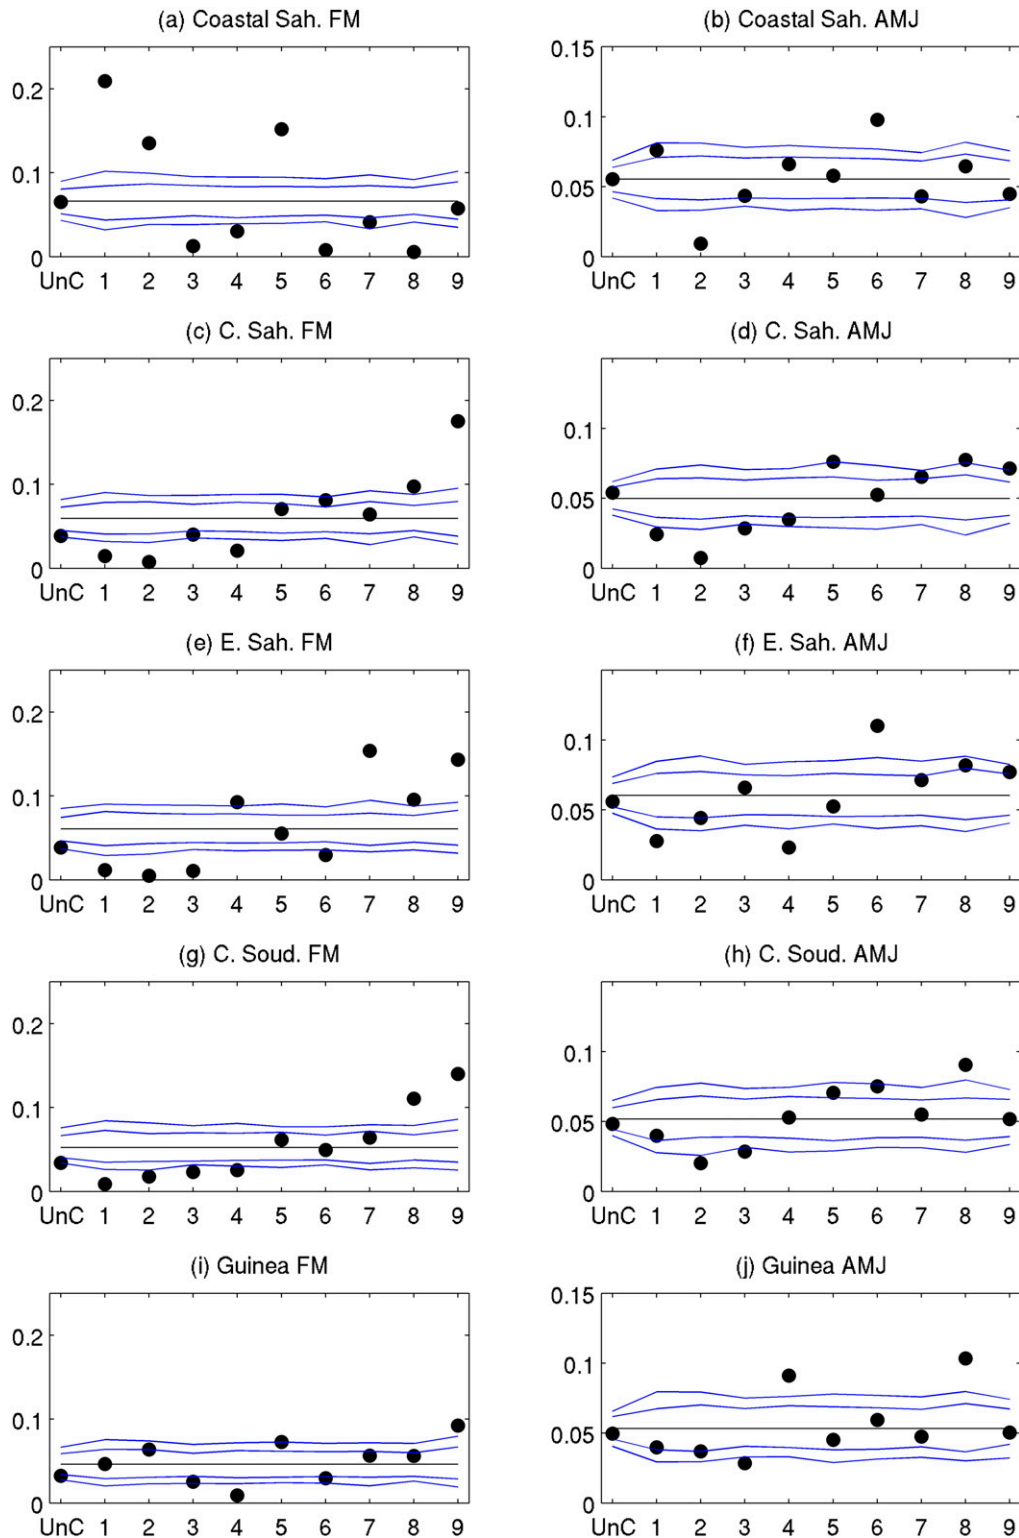 (a) Coastal Sah. FM
(b) Coastal Sah. AMJ
0.2
0.1
0
UnC 1 2 3 4 5 6 7 8 9
0.15
0.1
0.05
0
UnC 1 2 3 4 5 6 7 8 9
(c) C. Sah. FM
(d) C. Sah. AMJ
0.2
0.1
0
UnC 1 2 3 4 5 6 7 8 9
0.1
0.05
0
UnC 1 2 3 4 5 6 7 8 9
(e) E. Sah. FM
(f) E. Sah. AMJ
0.2
0.1
0
UnC 1 2 3 4 5 6 7 8 9
0.1
0.05
0
UnC 1 2 3 4 5 6 7 8 9
(g) C. Soud. FM
(h) C. Soud. AMJ
0.2
0.1
0
UnC 1 2 3 4 5 6 7 8 9
0.1
0.05
0
UnC 1 2 3 4 5 6 7 8 9
(i) Guinea FM
(j) Guinea AMJ
0.2
0.1
0
UnC 1 2 3 4 5 6 7 8 9
0.15
0.1
0.05
0
UnC 1 2 3 4 5 6 7 8 9